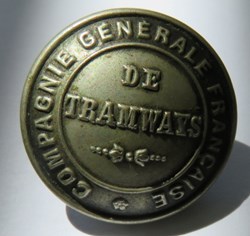 COMPAGNIE GÉNÉRALE FRANÇAISE
DE
TRAMWAYS